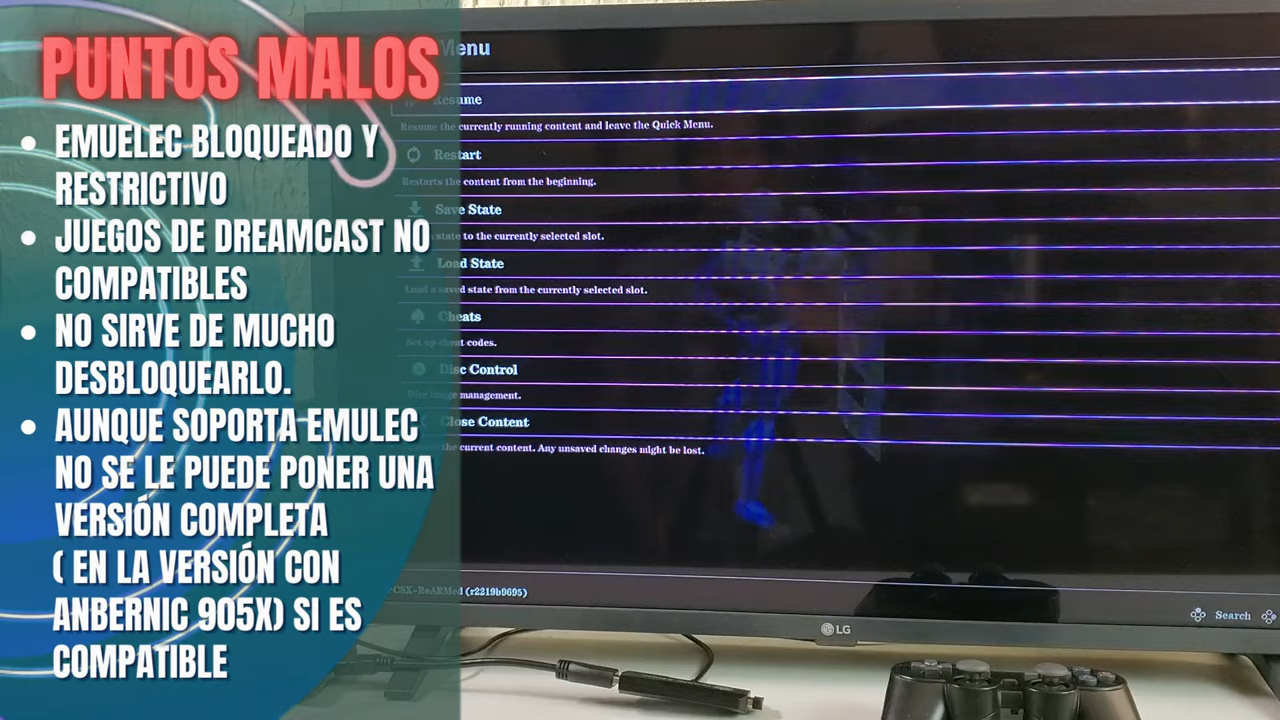 PUNTOS MALOS
• EMUELEC BLOQUEADO Y
RESTRICTIVO
• JUEGOS DE DREAMCAST NO
COMPATIBLES
• NO SIRVE DE MUCHO
DESBLOQUEARLO.
• AUNQUE SOPORTA EMULEC
NO SE LE PUEDE PONER UNA
VERSIÓN COMPLETA
( EN LA VERSIÓN CON
ANBERNIC 905X) SI ES
COMPATIBLE
Menu
Resume
Resume the currently running content and leave the Quick Menu.
Restart
Restarts the content from the beginning.
Save State
state to the currently selected slot.
Load State
Load a saved state from the currently selected slot.
Cheats
Set up cheat codes.
Disc Control
Disc image management.
Close Content
the current content. Any unsaved changes might be lost.
PCSX-ReARMed (r2219b9695)
Search
LG